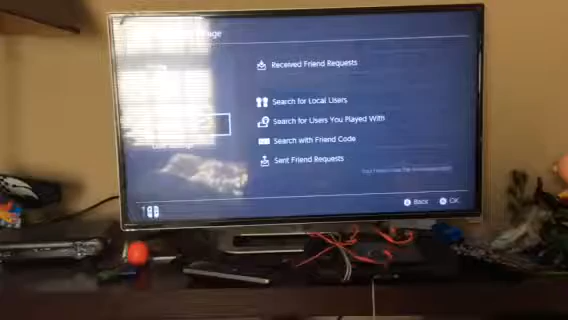 Received Friend Requests
Search for Local Users
Search for Users You Played With
Search with Friend Code
Sent Friend Requests
Back
OK